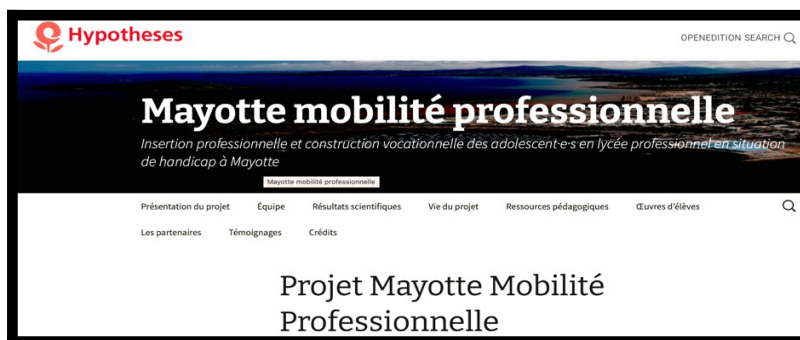 Hypotheses
OPENEDITION SEARCH
Mayotte mobilité professionnelle
Insertion professionnelle et construction vocationnelle des adolescent·e·s en lycée professionnel en situation
de handicap à Mayotte
Mayotte mobilité professionnelle
Présentation du projet Équipe Résultats scientifiques Vie du projet Ressources pédagogiques Œuvres d'élèves
Les partenaires Témoignages Crédits
Projet Mayotte Mobilité
Professionnelle